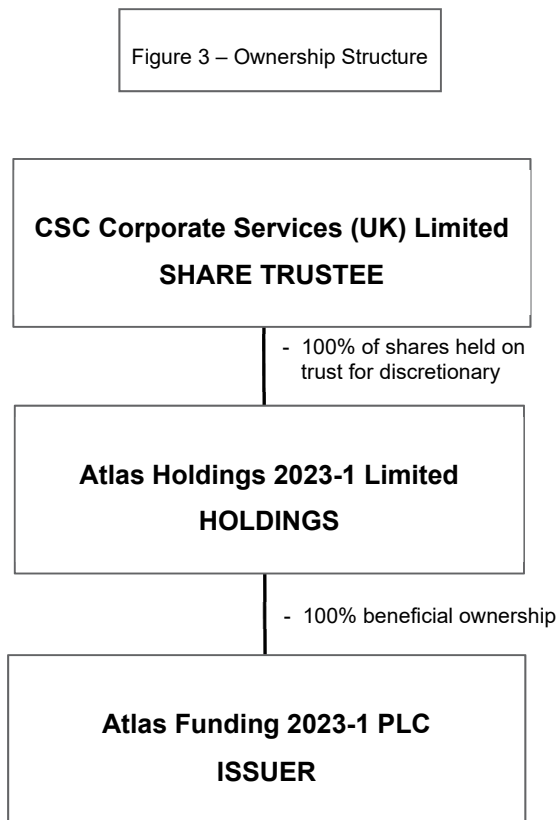 Figure 3 – Ownership Structure
CSC Corporate Services (UK) Limited
SHARE TRUSTEE
- 100% of shares held on
trust for discretionary
Atlas Holdings 2023-1 Limited
HOLDINGS
- 100% beneficial ownership
Atlas Funding 2023-1 PLC
ISSUER